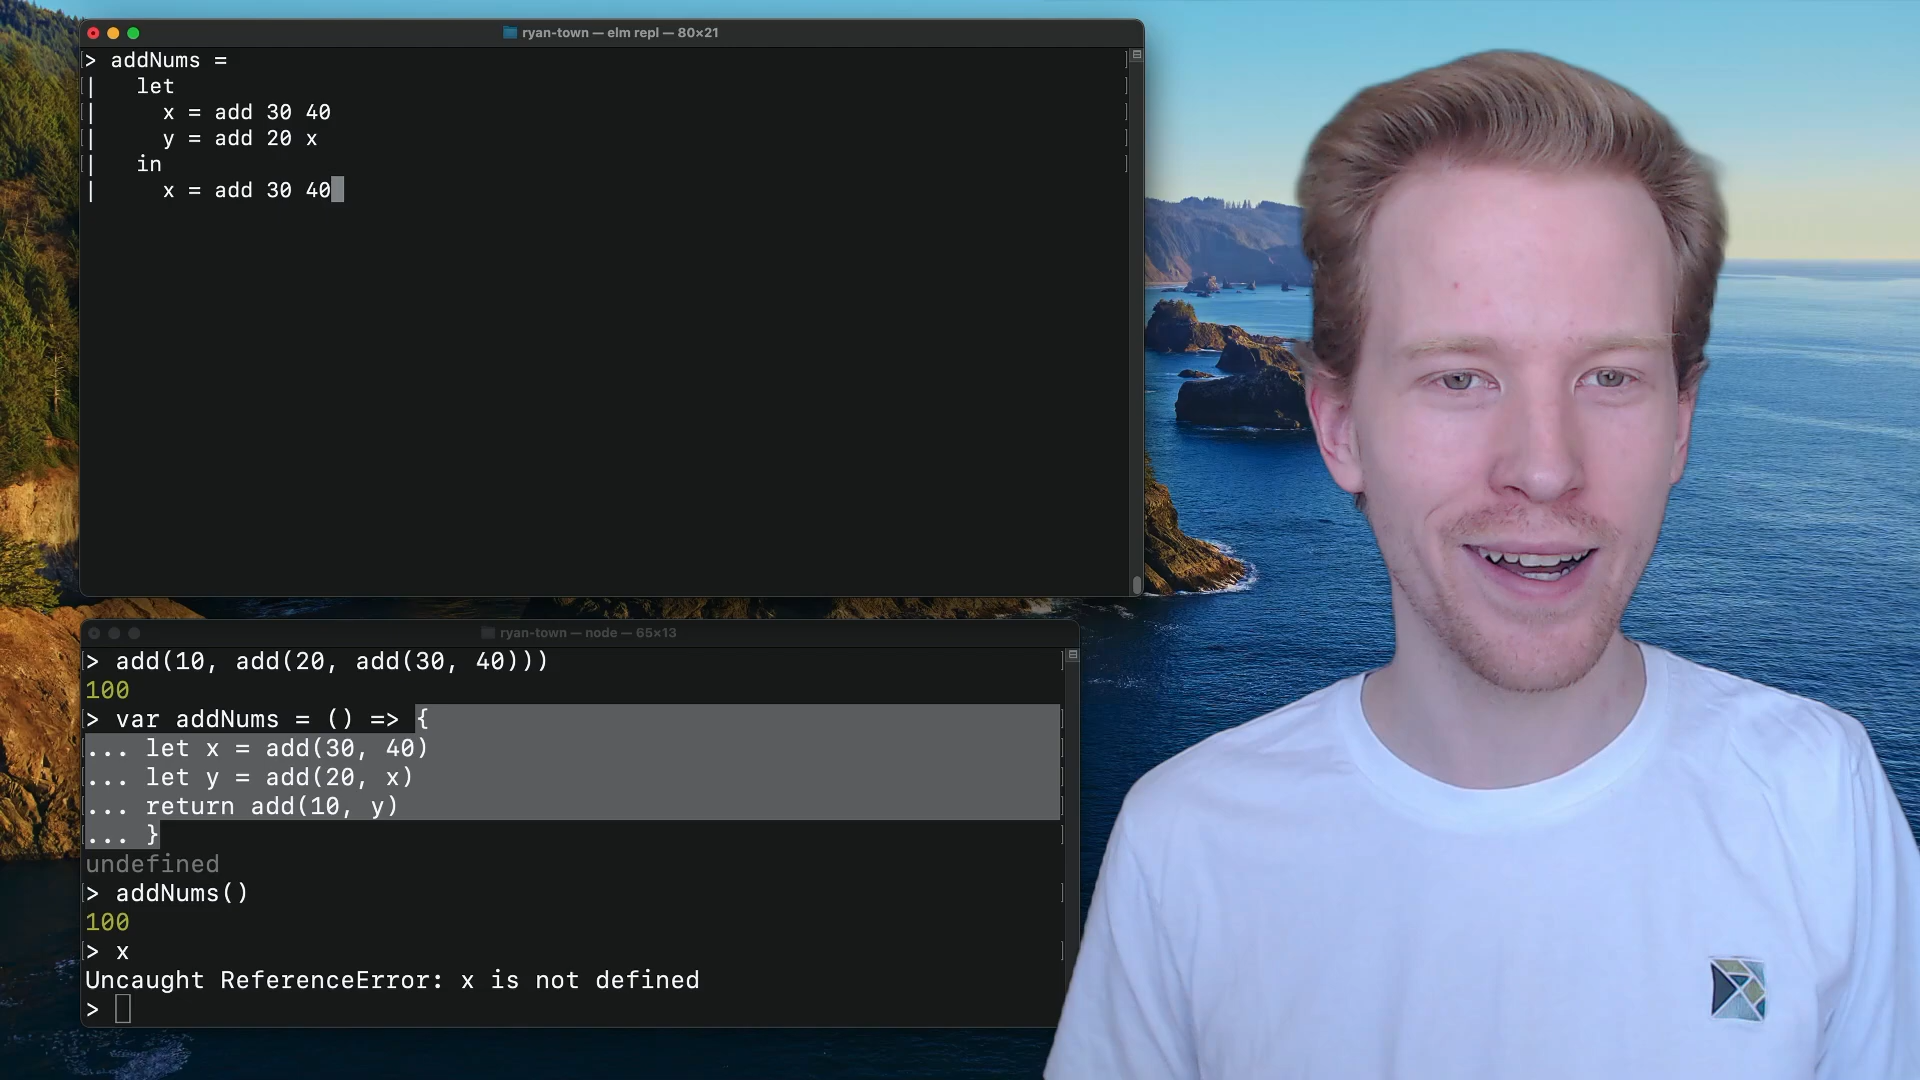 ryan-town — elm repl — 80×21
> addNums =
|   let
|     x = add 30 40
|     y = add 20 x
|   in
|     x = add 30 40
ryan-town — node — 65×13
> add(10, add(20, add(30, 40)))
100
> var addNums = () => {
... let x = add(30, 40)
... let y = add(20, x)
... return add(10, y)
... }
undefined
> addNums()
100
> x
Uncaught ReferenceError: x is not defined
>